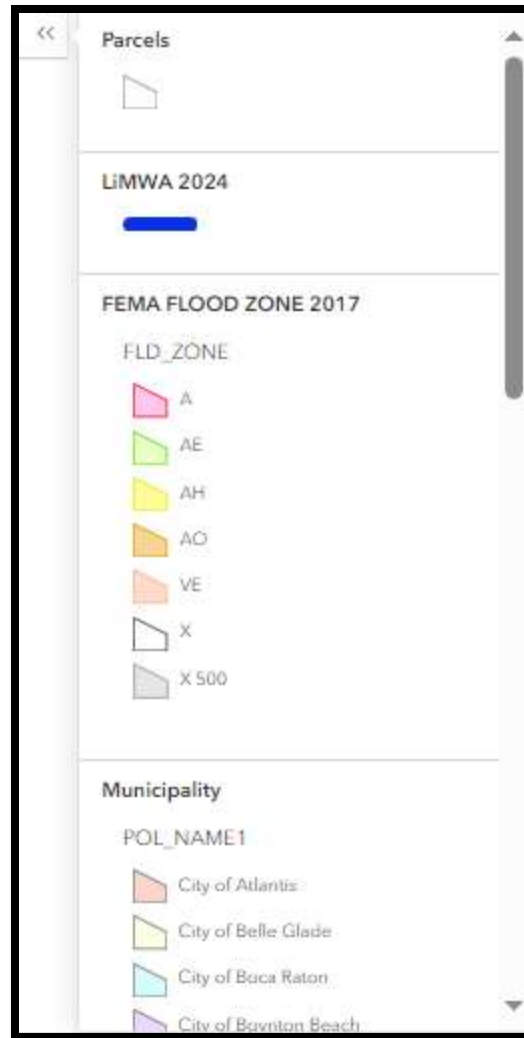 Parcels
LiMWA 2024
FEMA FLOOD ZONE 2017
FLD_ZONE
A
AE
AH
AO
VE
X
X 500
Municipality
POL_NAME1
City of Atlantis
City of Belle Glade
City of Boca Raton
City of Boynton Beach